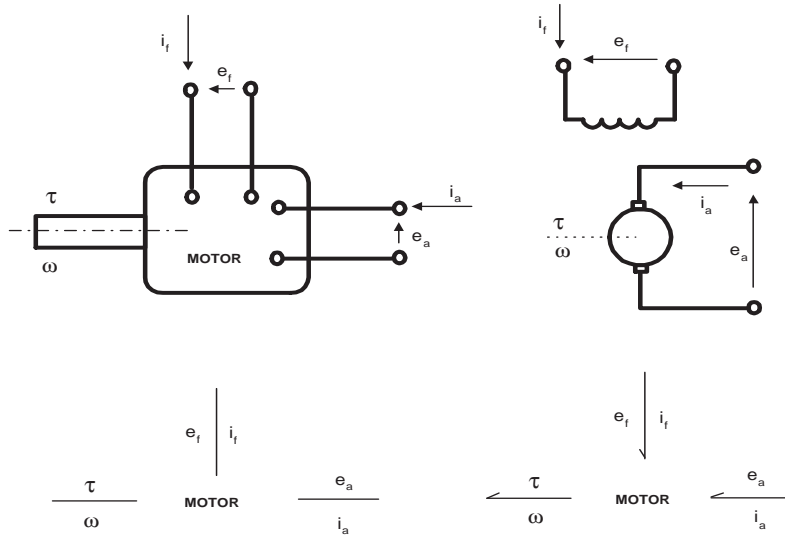 i_f
e_f
τ
ω
MOTOR
i_a
e_a
i_f
e_f
τ
ω
i_a
e_a
e_f i_f
τ
ω
MOTOR
e_a
i_a
e_f i_f
τ
ω
MOTOR
e_a
i_a